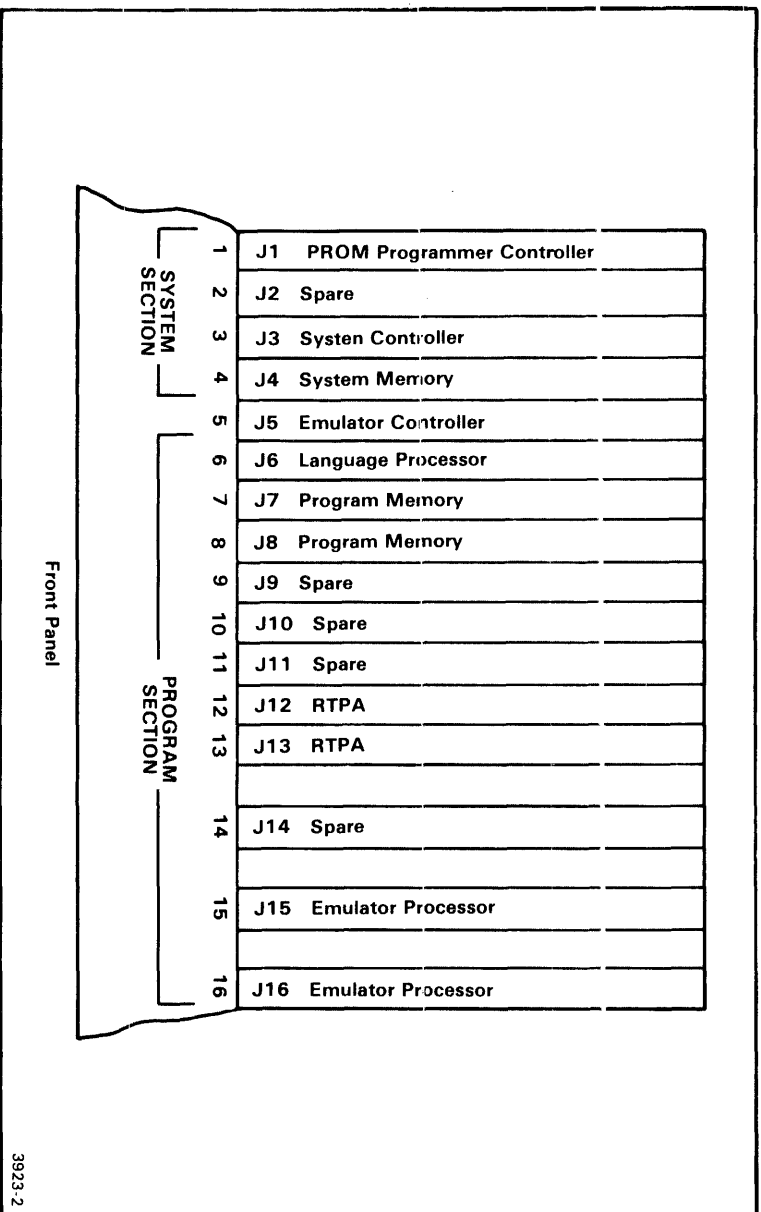 SYSTEM
SECTION
1 J1 PROM Programmer Controller
2 J2 Spare
3 J3 Systen Controller
4 J4 System Memory
5 J5 Emulator Controller
6 J6 Language Processor
7 J7 Program Memory
8 J8 Program Memory
9 J9 Spare
10 J10 Spare
11 J11 Spare
12 J12 RTPA
13 J13 RTPA
14 J14 Spare
15 J15 Emulator Processor
16 J16 Emulator Processor
PROGRAM
SECTION
Front Panel
3923-2